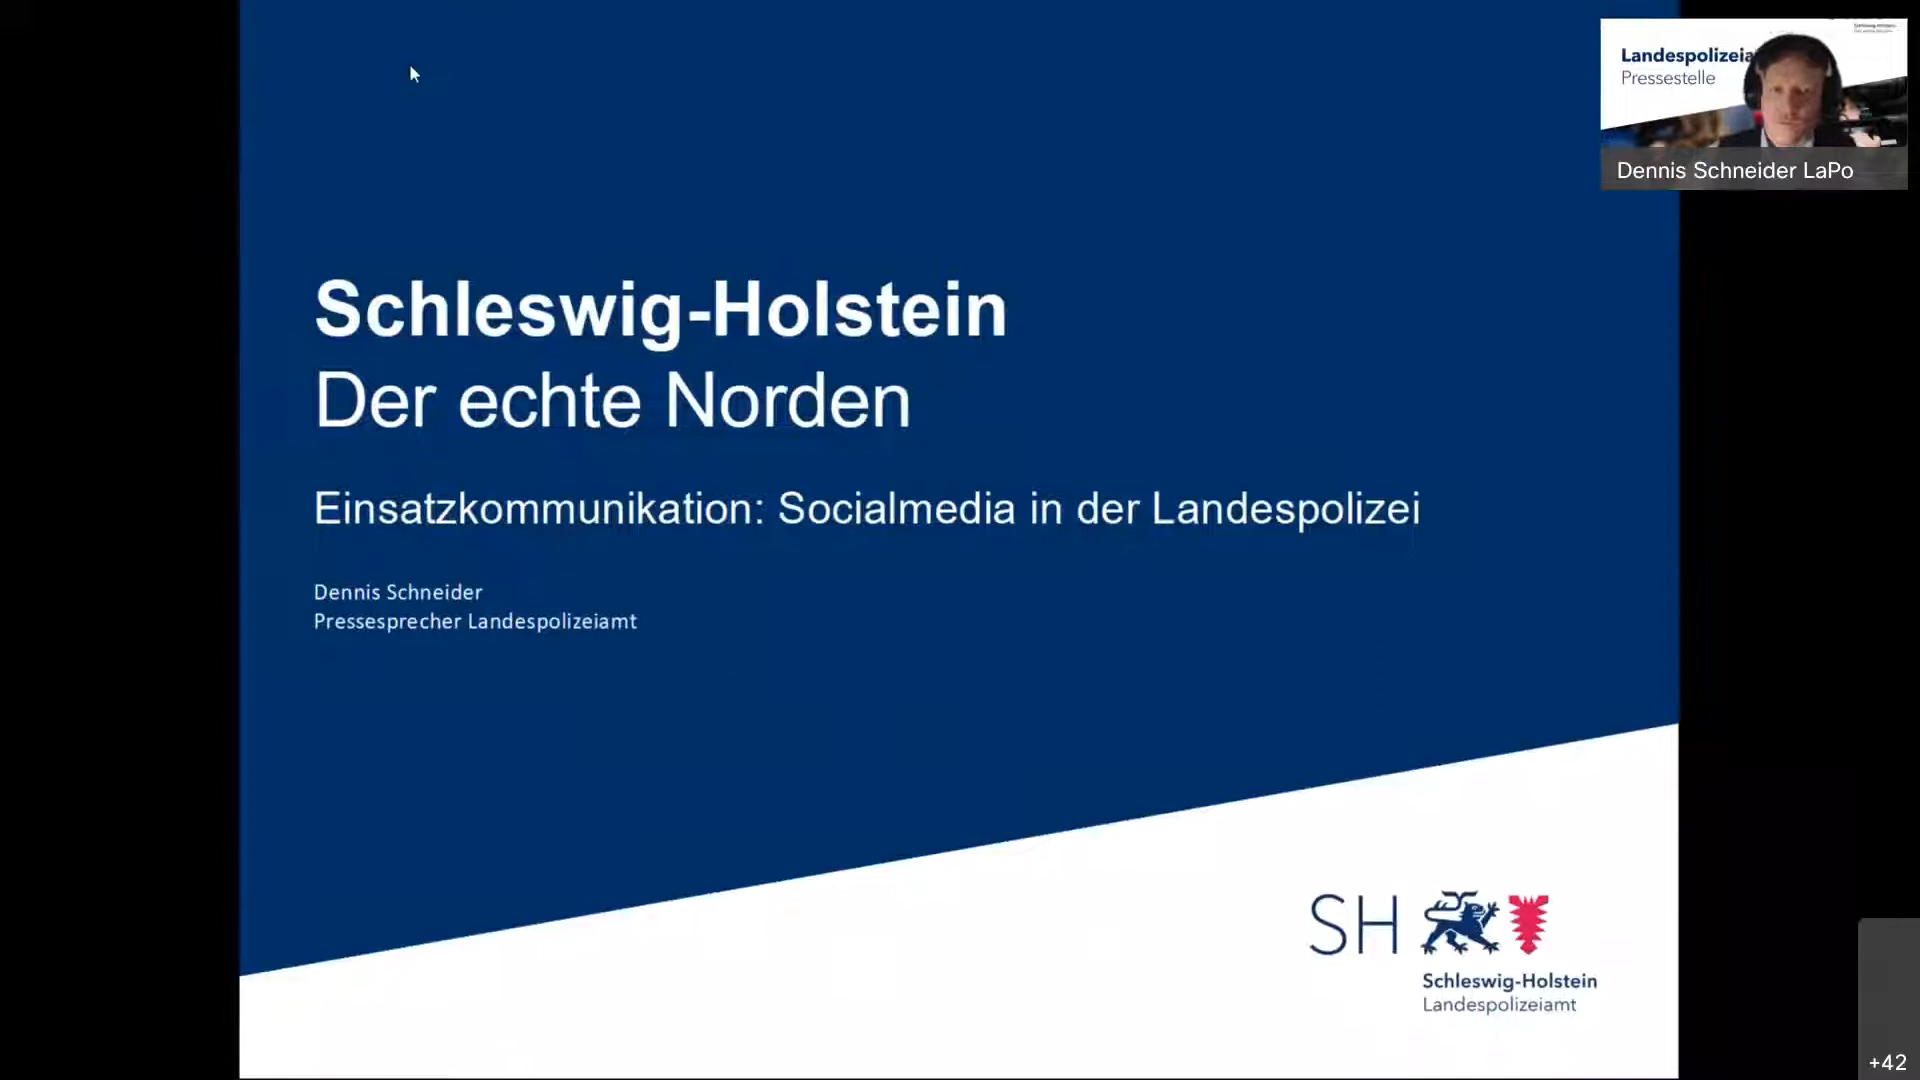 Schleswig-Holstein
Der echte Norden
Einsatzkommunikation: Socialmedia in der Landespolizei
Dennis Schneider
Pressesprecher Landespolizeiamt
SH
Schleswig-Holstein
Landespolizeiamt
Landespolizeia
Pressestelle
Dennis Schneider LaPo
+42